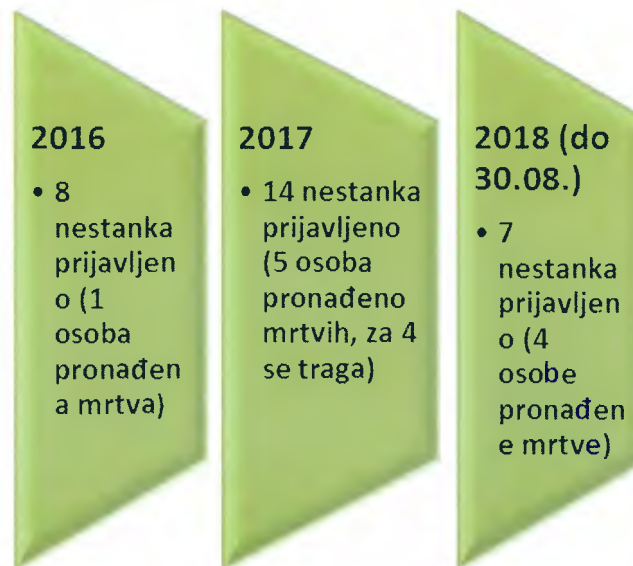 2016
• 8
nestanka
prijavljen
o (1
osoba
pronađen
a mrtva)
2017
• 14 nestanka
prijavljeno
(5 osoba
pronađeno
mrtvih, za 4
se traga)
2018 (do
30.08.)
• 7
nestanka
prijavljen
o (4
osobe
pronađen
e mrtve)